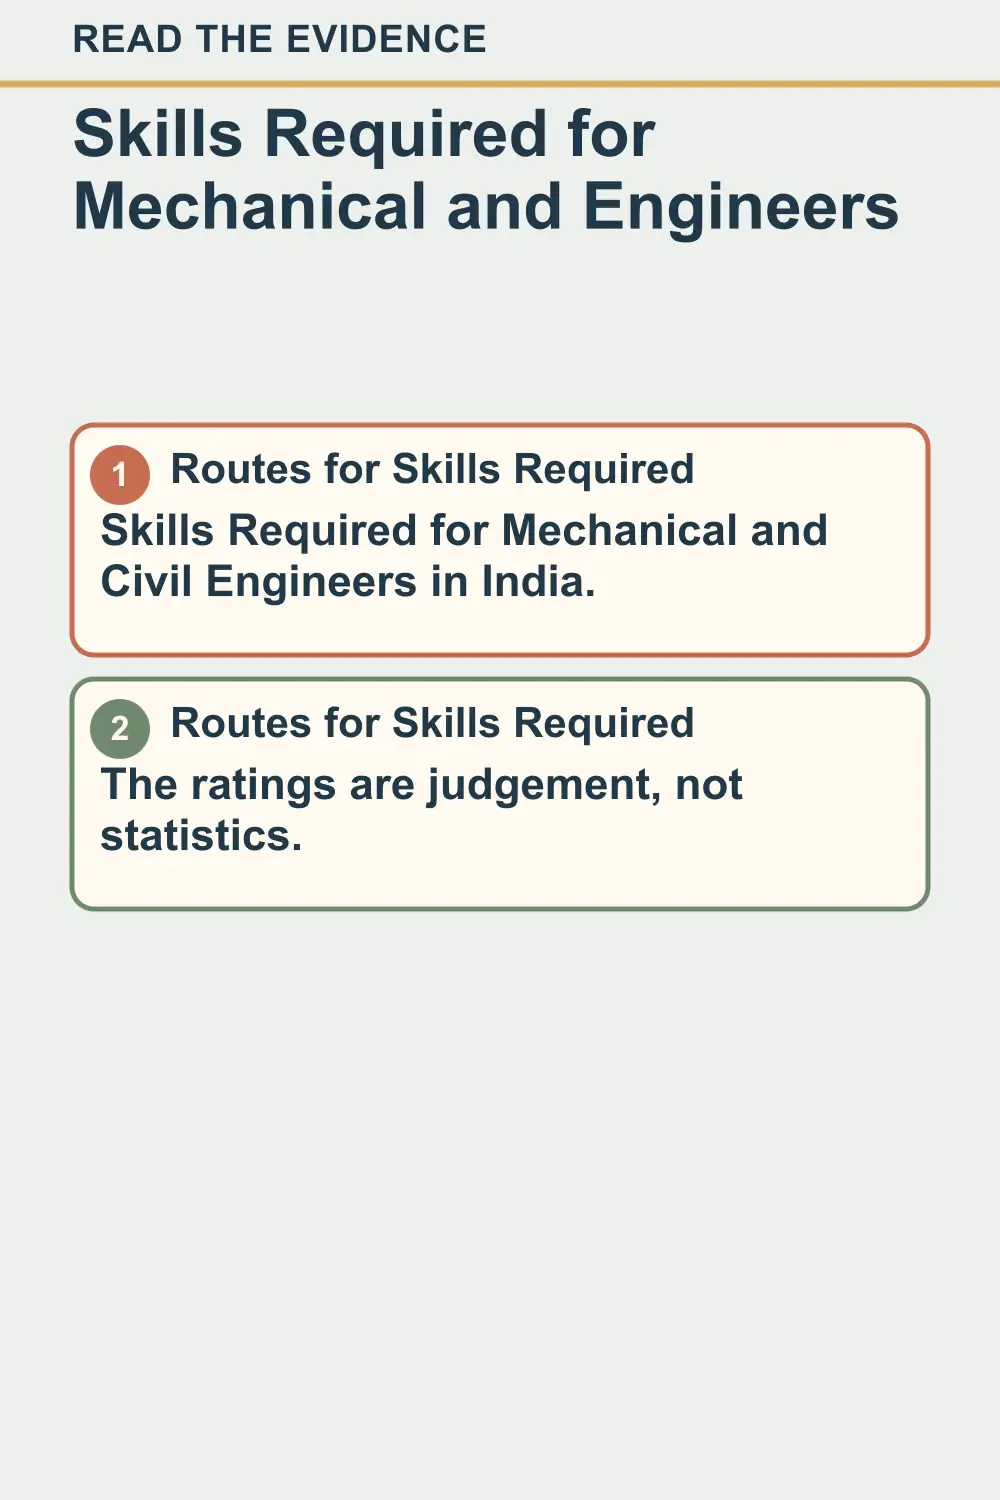 READ THE EVIDENCE
Skills Required for
Mechanical and Engineers
1 Routes for Skills Required
Skills Required for Mechanical and
Civil Engineers in India.
2 Routes for Skills Required
The ratings are judgement, not
statistics.